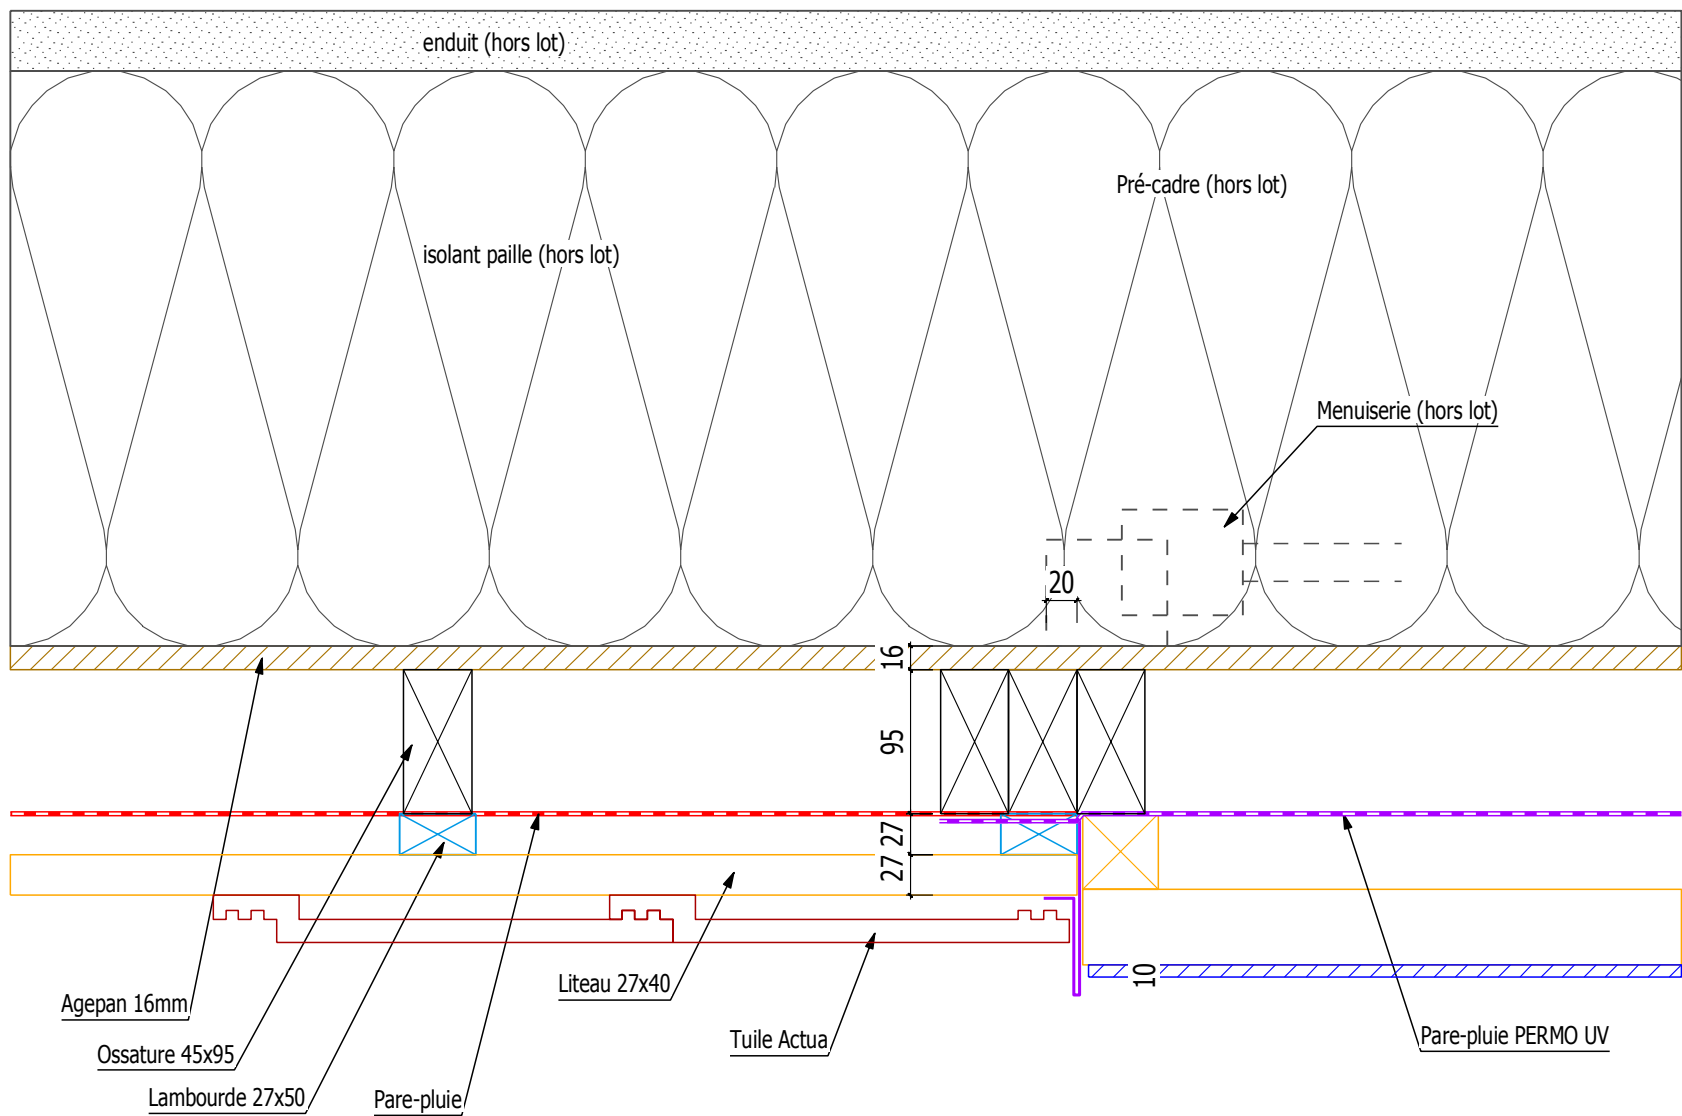 enduit (hors lot)
Pré-cadre (hors lot)
isolant paille (hors lot)
Menuiserie (hors lot)
20
16
95
27
27
10
Liteau 27x40
Agepan 16mm
Tuile Actua
Pare-pluie PERMO UV
Ossature 45x95
Lambourde 27x50
Pare-pluie